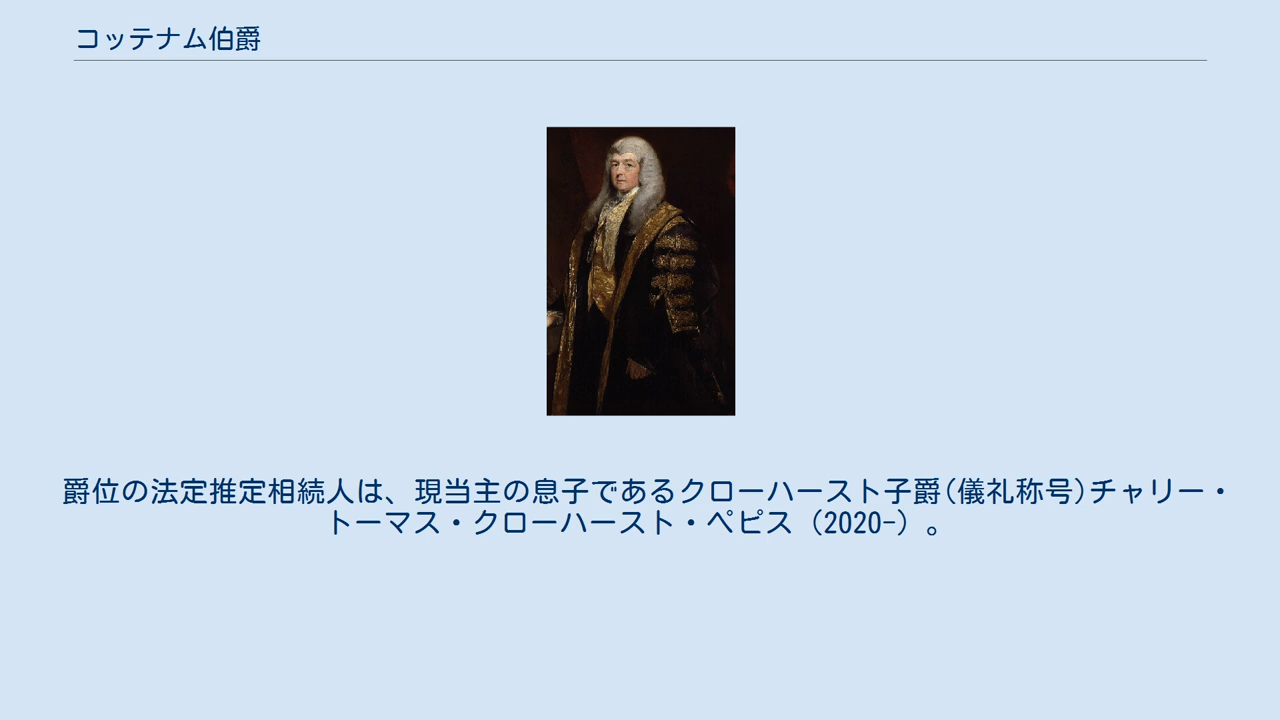 コッテナム伯爵
爵位の法定推定相続人は、現当主の息子であるクローハースト子爵(儀礼称号)チャリー・
トーマス・クローハースト・ペピス（2020-）。